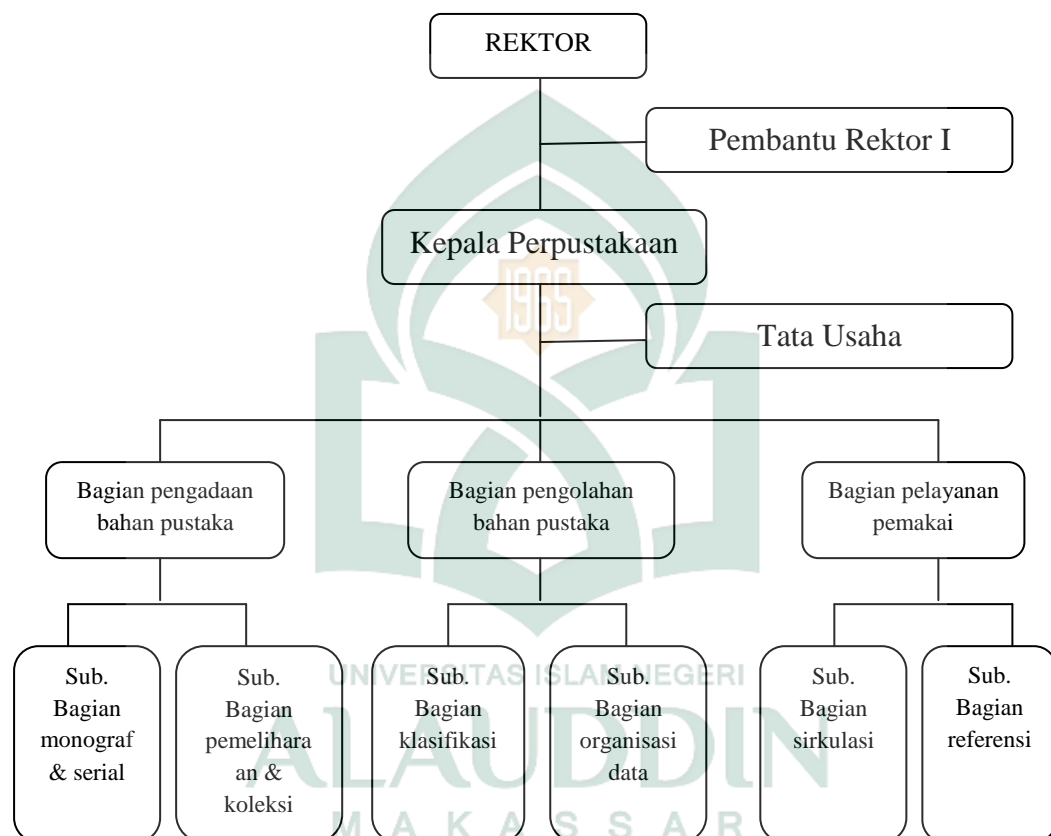 REKTOR
Pembantu Rektor I
Kepala Perpustakaan
1965
Tata Usaha
Bagian pengadaan
bahan pustaka
Bagian pengolahan
bahan pustaka
Bagian pelayanan
pemakai
Sub.
Bagian
monograf
& serial
Sub.
Bagian
pemelihara
an &
koleksi
Sub.
Bagian
klasifikasi
Sub.
Bagian
organisasi
data
Sub.
Bagian
sirkulasi
Sub.
Bagian
referensi
UNIVERSITAS ISLAM NEGERI
ALAUDDIN
MAKASSAR